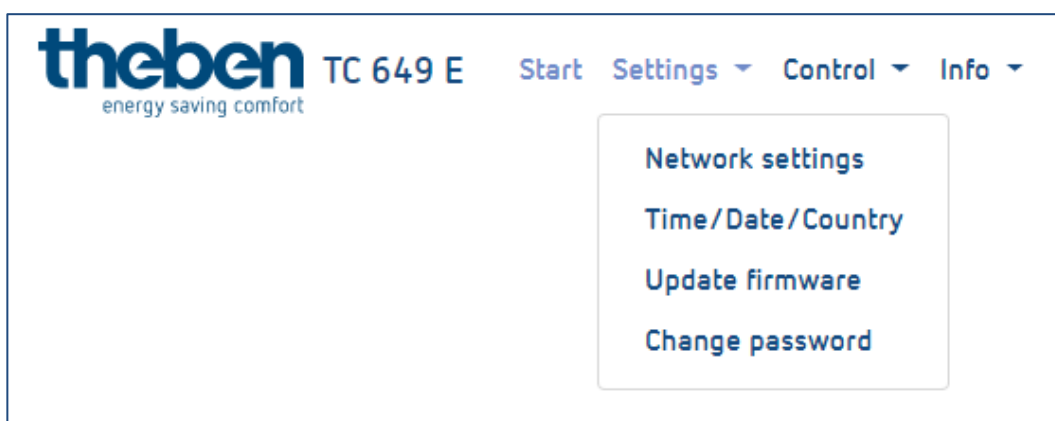 theben
energy saving comfort
TC 649 E Start Settings Control Info
Network settings
Time/Date/Country
Update firmware
Change password